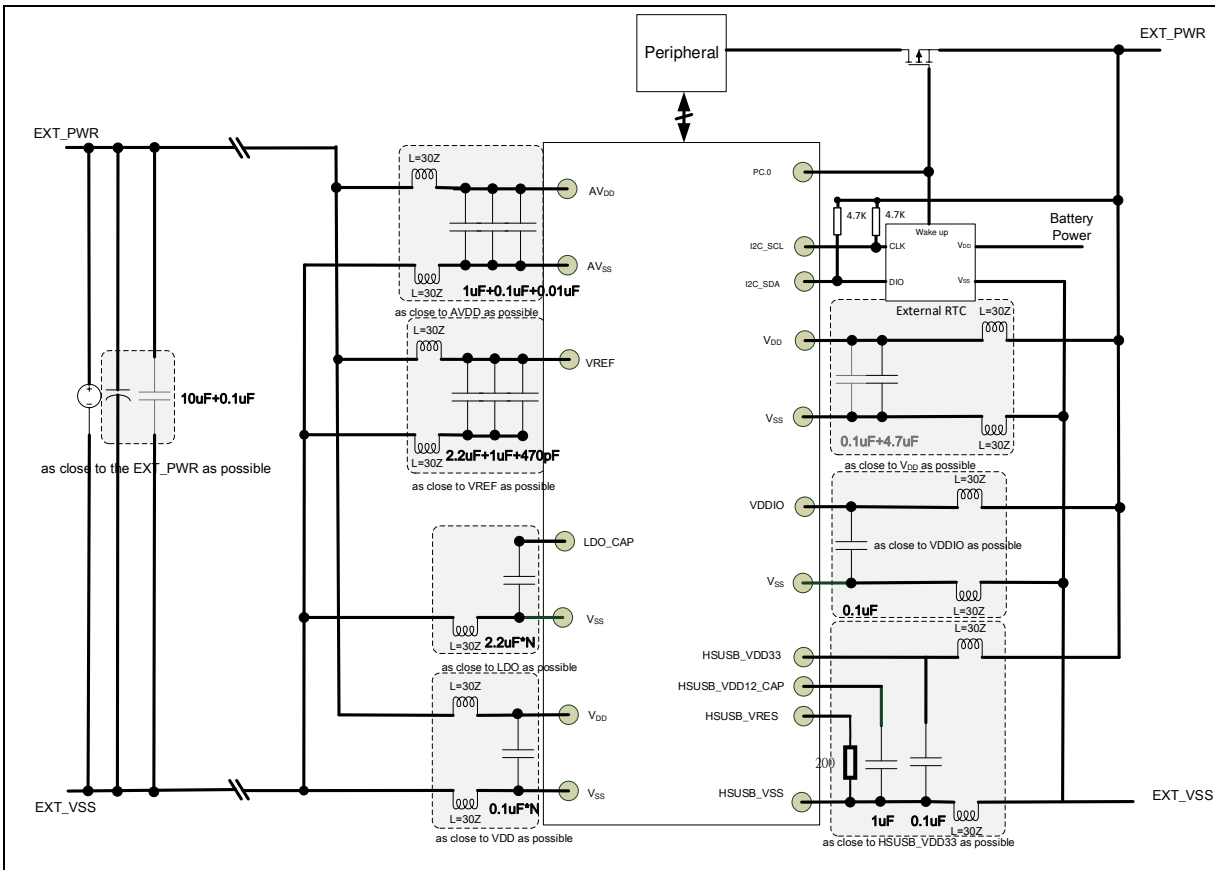 EXT_PWR
Peripheral
EXT_PWR
L=30Z
AVDD
AVSS
L=30Z
1uF+0.1uF+0.01uF
as close to AVDD as possible
L=30Z
VREF
L=30Z
2.2uF+1uF+470pF
as close to VREF as possible
10uF+0.1uF
as close to the EXT_PWR as possible
LDO_CAP
VSS
L=30Z
2.2uF*N
as close to LDO as possible
L=30Z
VDD
VSS
L=30Z
0.1uF*N
as close to VDD as possible
EXT_VSS
PC.0
4.7K
4.7K
Wake up
Battery
Power
I2C_SCL
CLK
VDD
I2C_SDA
DIO
VSS
External RTC
L=30Z
VDD
VSS
0.1uF+4.7uF
L=30Z
as close to VDD as possible
L=30Z
VDDIO
as close to VDDIO as possible
VSS
0.1uF
L=30Z
L=30Z
HSUSB_VDD33
HSUSB_VDD12_CAP
HSUSB_VRES
200
HSUSB_VSS
1uF
0.1uF
L=30Z
as close to HSUSB_VDD33 as possible
EXT_VSS